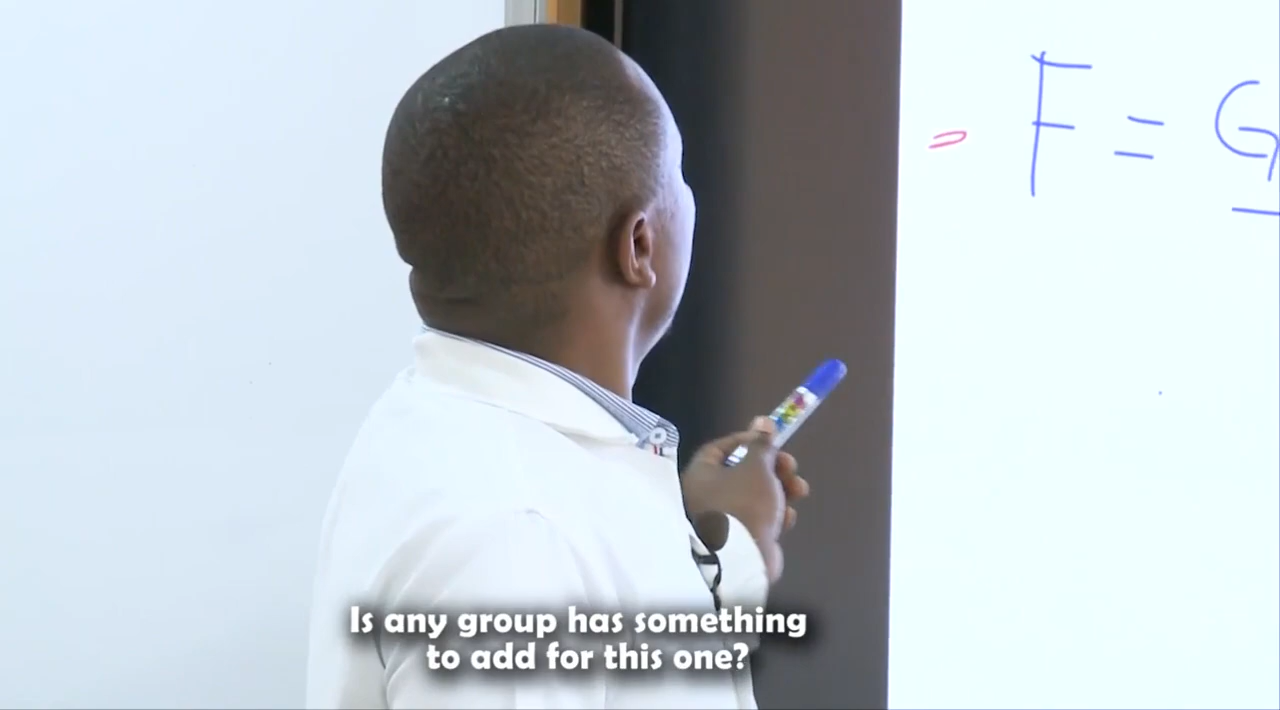 F = G
Is any group has something
to add for this one?